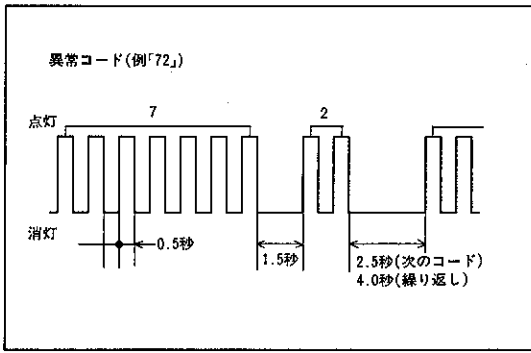 異常コード(例「72」)
7
2
点灯
消灯
0.5秒
1.5秒
2.5秒(次のコード)
4.0秒(繰り返し)